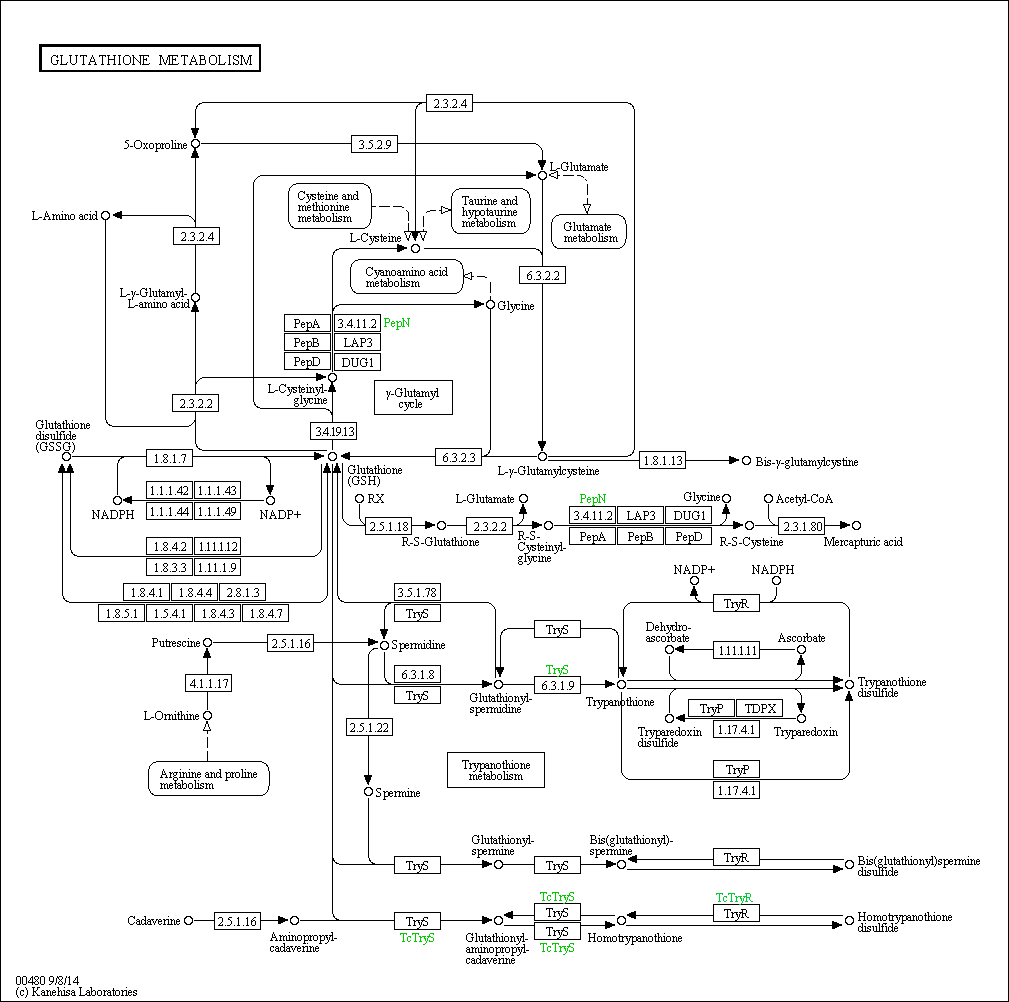 GLUTATHIONE METABOLISM
2.3.2.4
5-Oxoproline
3.5.2.9
L-Glutamate
Cysteine and
methionine
metabolism
Taurine and
hypotaurine
metabolism
Glutamate
metabolism
L-Amino acid
2.3.2.4
L-Cysteine
Cyanoamino acid
metabolism
6.3.2.2
L-γ-Glutamyl-
L-amino acid
Glycine
PepA
3.4.11.2
PepN
PepB
LAP3
PepD
DUG1
L-Cysteinyl-
glycine
γ-Glutamyl
cycle
2.3.2.2
3.4.19.13
Glutathione
disulfide
(GSSG)
1.8.1.7
Glutathione
(GSH)
6.3.2.3
L-γ-Glutamylcysteine
1.8.1.13
Bis-γ-glutamylcystine
1.1.1.42
1.1.1.43
1.1.1.44
1.1.1.49
NADPH
NADP+
RX
2.5.1.18
R-S-Glutathione
L-Glutamate
2.3.2.2
R-S-
Cysteinyl-
glycine
PepN
3.4.11.2
LAP3
DUG1
PepA
PepB
PepD
Glycine
R-S-Cysteine
Acetyl-CoA
2.3.1.80
Mercapturic acid
1.8.4.2
1.11.1.12
1.8.3.3
1.11.1.9
1.8.4.1
1.8.4.4
2.8.1.3
1.8.5.1
1.5.4.1
1.8.4.3
1.8.4.7
3.5.1.78
TryS
NADP+
NADPH
TryR
Putrescine
2.5.1.16
Spermidine
TryS
Dehydro-
ascorbate
Ascorbate
1.11.1.11
4.1.1.17
6.3.1.8
TryS
Glutathionyl-
spermidine
TryS
6.3.1.9
Trypanothione
Trypanothione
disulfide
L-Ornithine
2.5.1.22
TryP
TDPX
1.17.4.1
Tryparedoxin
disulfide
Tryparedoxin
Arginine and proline
metabolism
Trypanothione
metabolism
TryP
1.17.4.1
Spermine
Glutathionyl-
spermine
Bis(glutathionyl)-
spermine
TryS
TryS
TryR
Bis(glutathionyl)spermine
disulfide
Cadaverine
2.5.1.16
Aminopropyl-
cadaverine
TryS
TcTryS
Glutathionyl-
aminopropyl-
cadaverine
TcTryS
TryS
TryS
TcTryS
Homotrypanothione
TcTryR
TryR
Homotrypanothione
disulfide
00480 9/8/14
(c) Kanehisa Laboratories